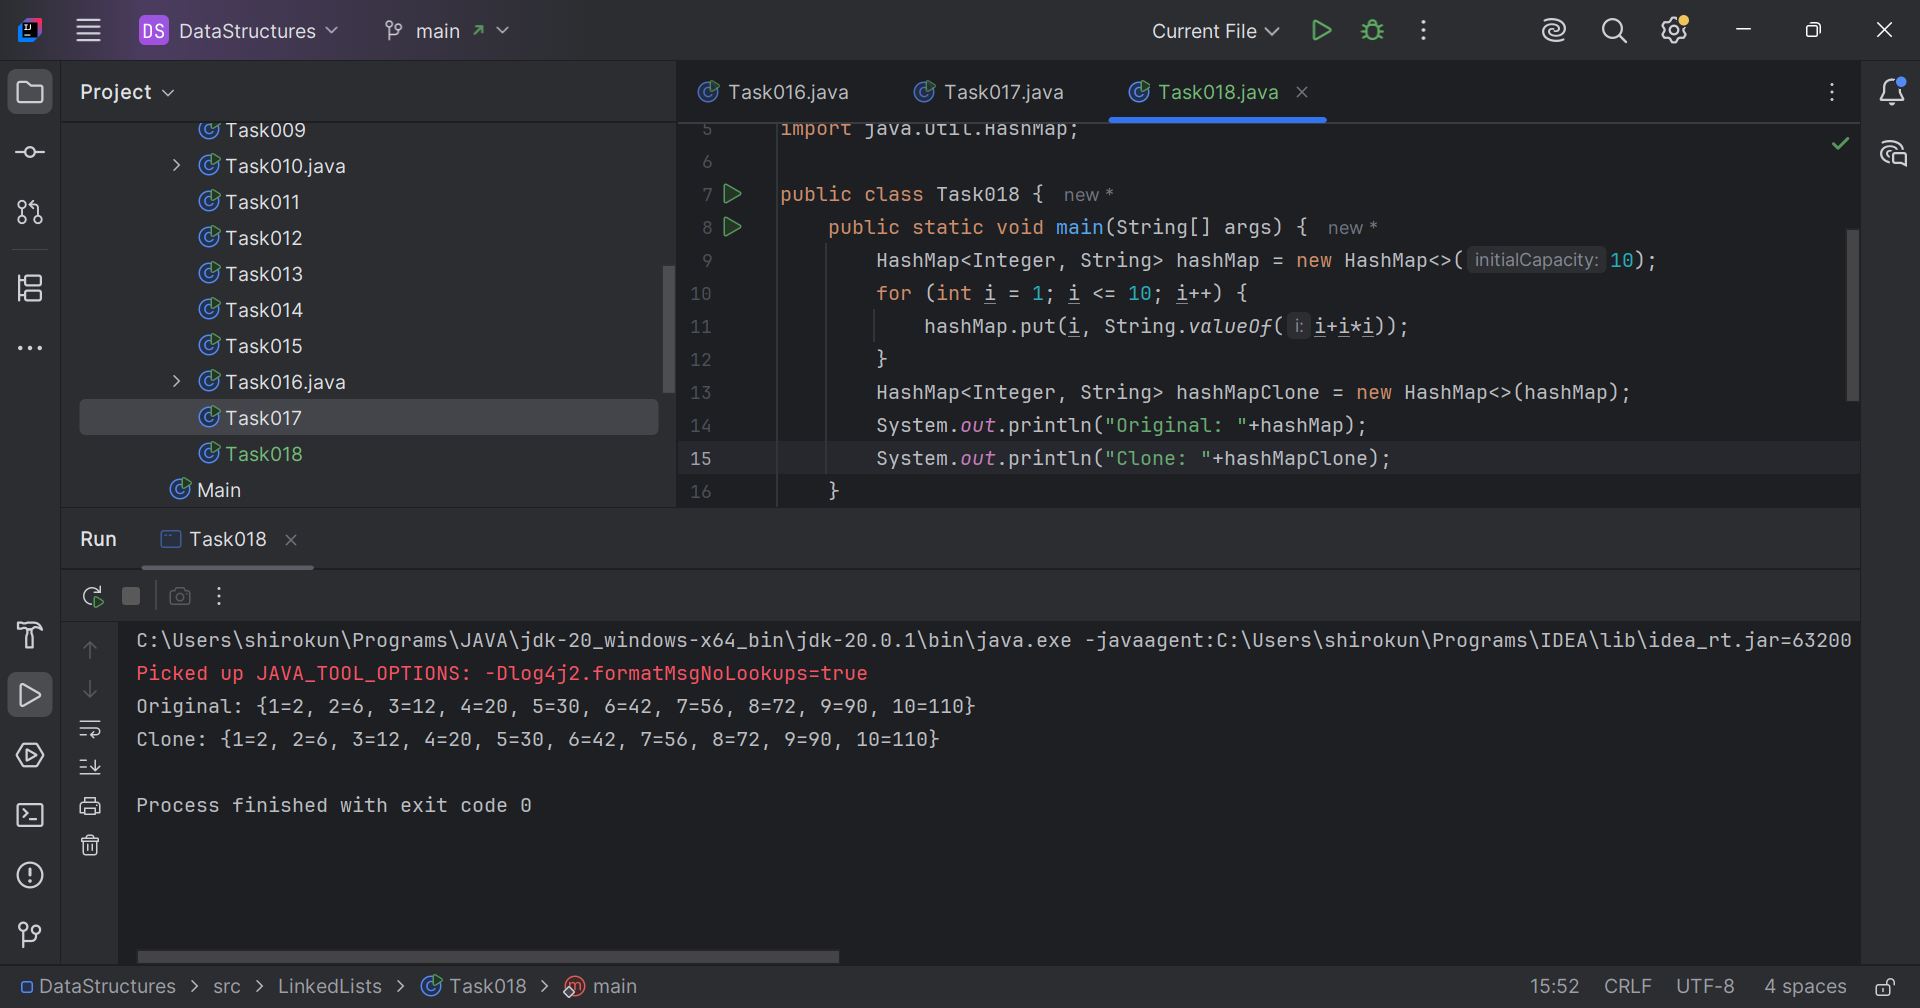 DS DataStructures main Current File
Project
Task009
Task010.java
Task011
Task012
Task013
Task014
Task015
Task016.java
Task017
Task018
Main
Task016.java Task017.java Task018.java
5 import java.util.HashMap;
6
7 public class Task018 { new *
8 public static void main(String[] args) { new *
9 HashMap<Integer, String> hashMap = new HashMap<>( initialCapacity: 10);
10 for (int i = 1; i <= 10; i++) {
11 hashMap.put(i, String.valueOf( i: i+i*i));
12 }
13 HashMap<Integer, String> hashMapClone = new HashMap<>(hashMap);
14 System.out.println("Original: "+hashMap);
15 System.out.println("Clone: "+hashMapClone);
16 }
Run Task018
C:\Users\shirokun\Programs\JAVA\jdk-20_windows-x64_bin\jdk-20.0.1\bin\java.exe -javaagent:C:\Users\shirokun\Programs\IDEA\lib\idea_rt.jar=63200
Picked up JAVA_TOOL_OPTIONS: -Dlog4j2.formatMsgNoLookups=true
Original: {1=2, 2=6, 3=12, 4=20, 5=30, 6=42, 7=56, 8=72, 9=90, 10=110}
Clone: {1=2, 2=6, 3=12, 4=20, 5=30, 6=42, 7=56, 8=72, 9=90, 10=110}
Process finished with exit code 0
DataStructures > src > LinkedLists > Task018 > main 15:52 CRLF UTF-8 4 spaces